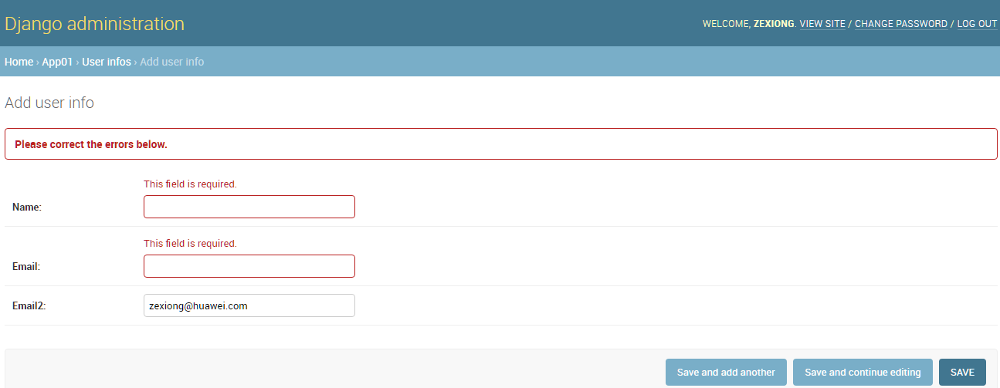 Django administration
WELCOME, ZEXIONG. VIEW SITE / CHANGE PASSWORD / LOG OUT
Home › App01 › User infos › Add user info
Add user info
Please correct the errors below.
This field is required.
Name:
This field is required.
Email:
Email2: zexiong@huawei.com
Save and add another Save and continue editing SAVE